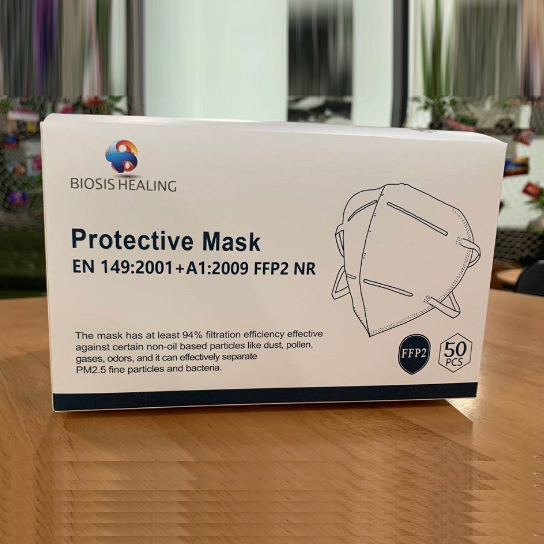 BIOSIS HEALING
Protective Mask
EN 149:2001+A1:2009 FFP2 NR
The mask has at least 94% filtration efficiency effective
against certain non-oil based particles like dust, pollen,
gases, odors, and it can effectively separate
PM2.5 fine particles and bacteria.
FFP2
50
PCS